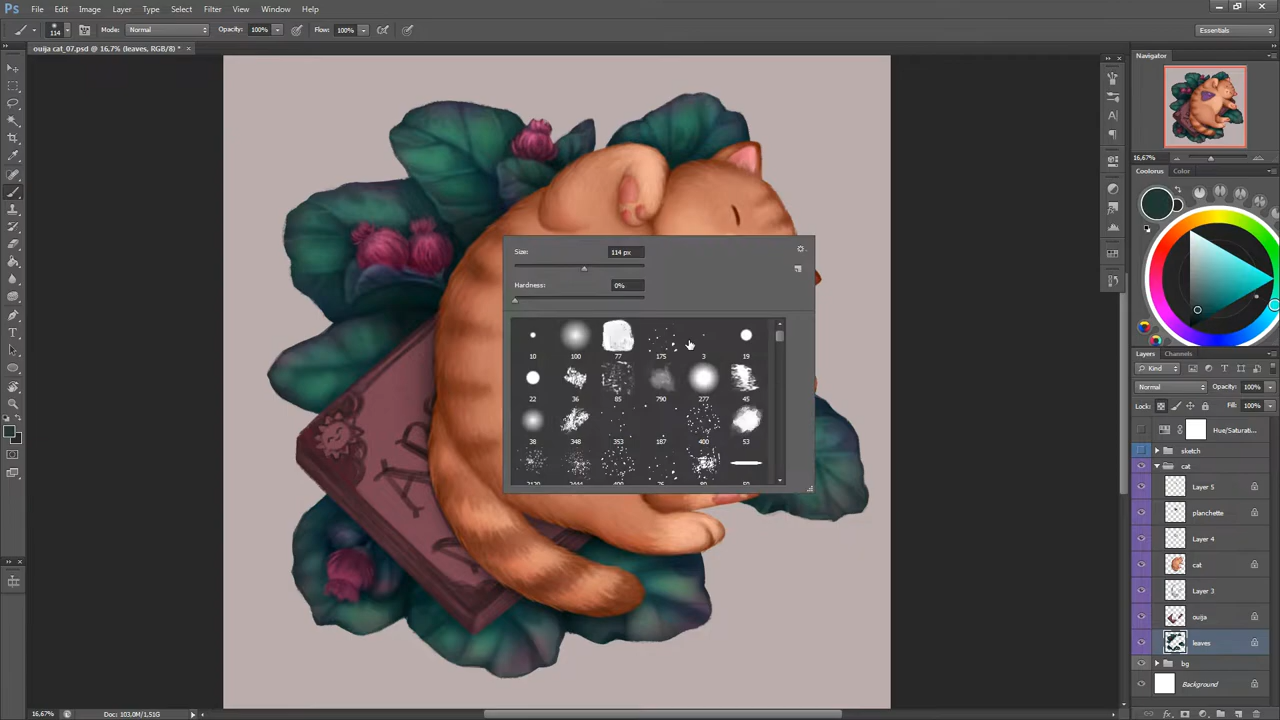 Ps File Edit Image Layer Type Select Filter View Window Help
114 Mode: Normal Opacity: 100% Flow: 100% Essentials
ouija cat_07.psd @ 16,7% (leaves, RGB/8) *
Navigator
16,67%
Coolorus Color
Size: 114 px
Hardness: 0%
10 100 77 175 3 19
22 36 85 790 277 45
38 348 353 187 400 53
Layers Channels
Kind
Normal Opacity: 100%
Lock: Fill: 100%
Hue/Saturati...
sketch
cat
Layer 5
planchette
Layer 4
cat
Layer 3
ouija
leaves
bg
Background
16,67% Doc: 103,0M/1,51G